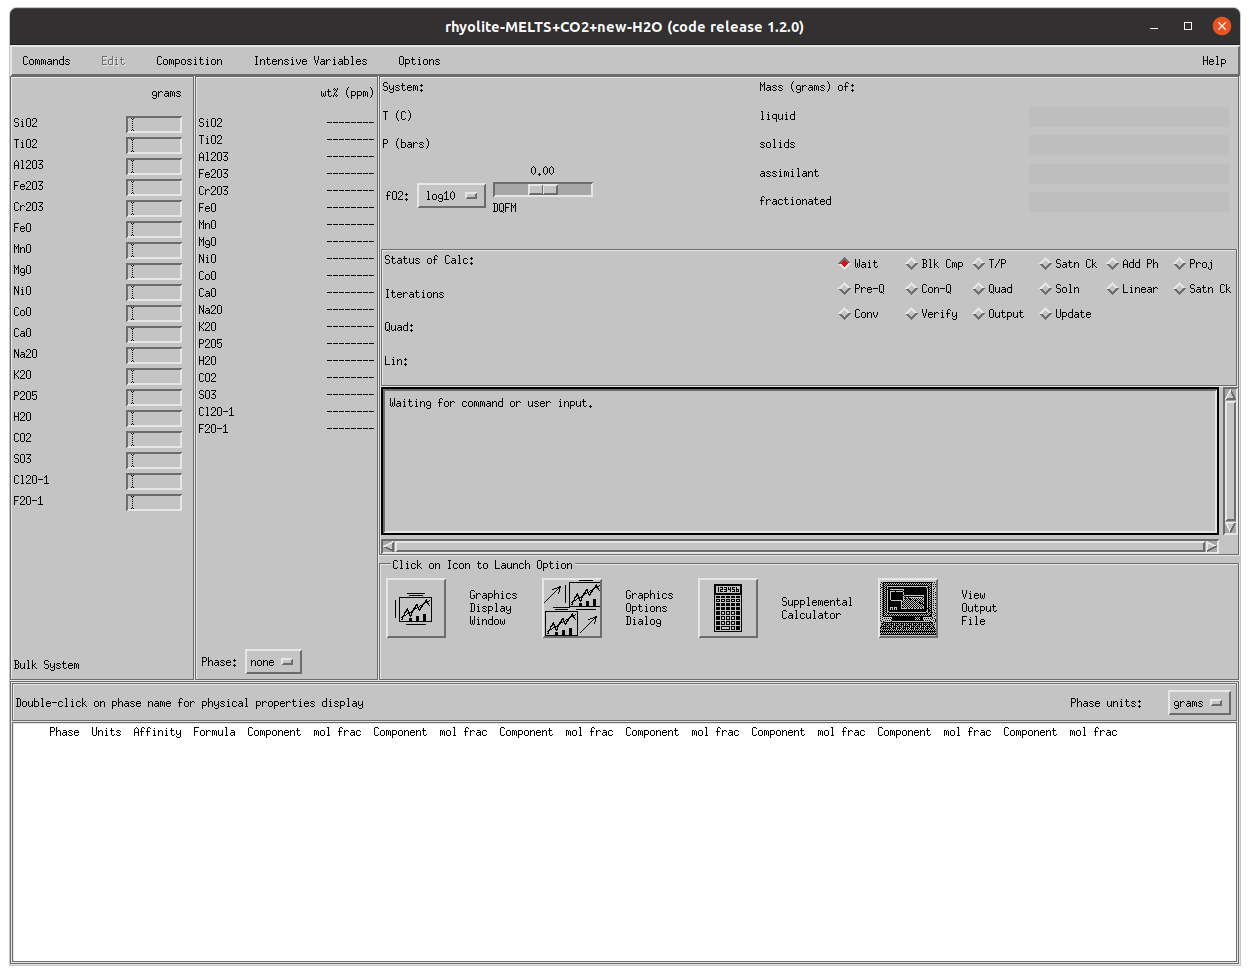 rhyolite-MELTS+CO2+new-H2O (code release 1.2.0)
Commands Edit Composition Intensive Variables Options Help
grams
SiO2
TiO2
Al2O3
Fe2O3
Cr2O3
FeO
MnO
MgO
NiO
CoO
CaO
Na2O
K2O
P2O5
H2O
CO2
SO3
Cl2O-1
F2O-1
Bulk System
wt% (ppm)
SiO2 --------
TiO2 --------
Al2O3 --------
Fe2O3 --------
Cr2O3 --------
FeO --------
MnO --------
MgO --------
NiO --------
CoO --------
CaO --------
Na2O --------
K2O --------
P2O5 --------
H2O --------
CO2 --------
SO3 --------
Cl2O-1 --------
F2O-1 --------
Phase: none
System:
T (C)
P (bars)
0.00
fO2: log10
DQFM
Mass (grams) of:
liquid
solids
assimilant
fractionated
Status of Calc:
Iterations
Quad:
Lin:
Wait Blk Cmp T/P Satn Ck Add Ph Proj
Pre-Q Con-Q Quad Soln Linear Satn Ck
Conv Verify Output Update
Waiting for command or user input.
Click on Icon to Launch Option
Graphics
Display
Window
Graphics
Options
Dialog
123456
Supplemental
Calculator
View
Output
File
Double-click on phase name for physical properties display
Phase units: grams
Phase Units Affinity Formula Component mol frac Component mol frac Component mol frac Component mol frac Component mol frac Component mol frac Component mol frac